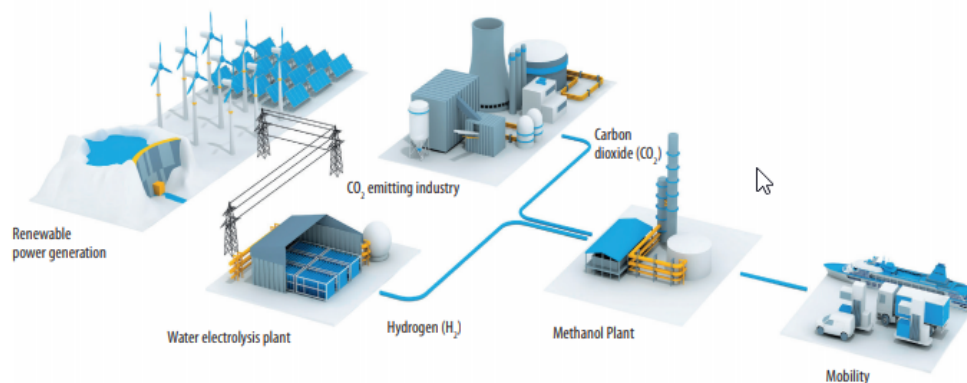 Carbon
dioxide (CO₂)
CO₂ emitting industry
Renewable
power generation
Water electrolysis plant
Hydrogen (H₂)
Methanol Plant
Mobility